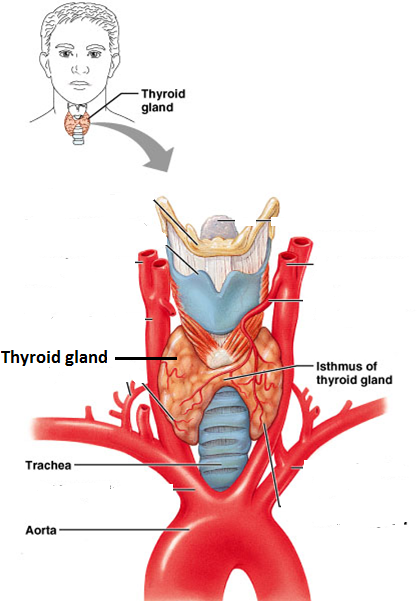 Thyroid
gland
Thyroid gland
Isthmus of
thyroid gland
Trachea
Aorta